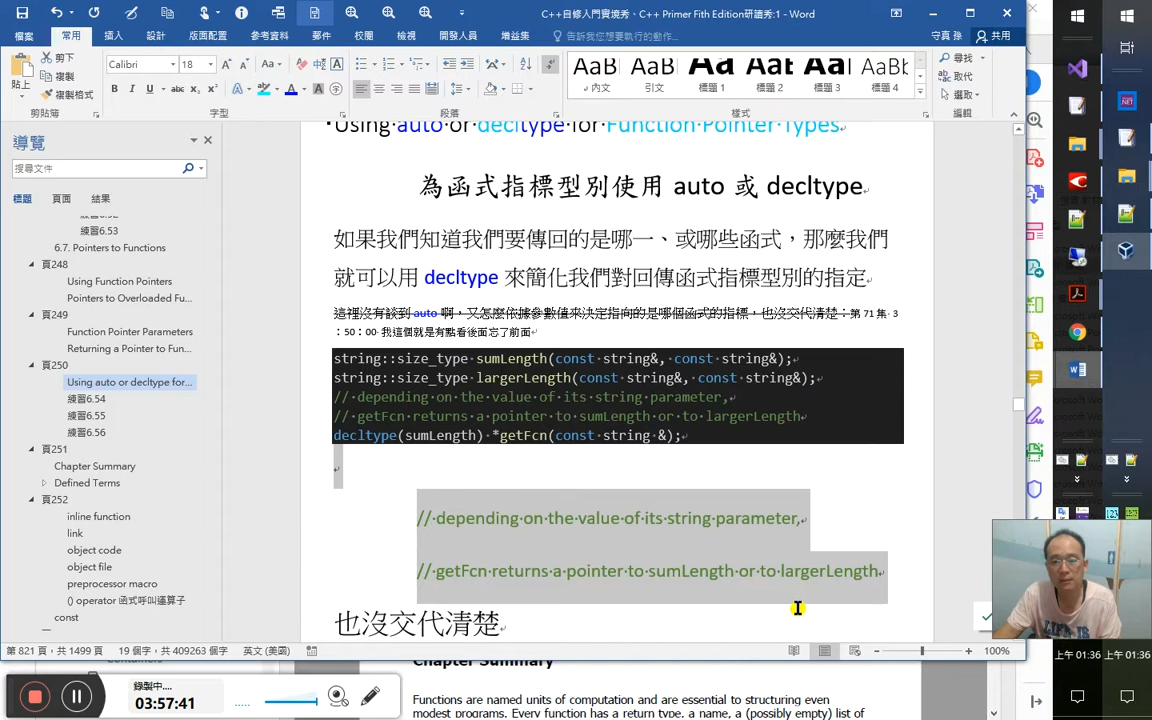 C++自修入門實境秀、C++ Primer Fith Edition研讀秀:1 - Word
檔案 常用 插入 設計 版面配置 參考資料 郵件 校閱 檢視 開發人員 增益集 告訴我您想要執行的動作... 守真 孫 共用
貼上 剪下 複製 複製格式
Calibri 18
AaB AaB AaB AaB AaB AaBb
內文 內文 標題 1 標題 2 標題 3 標題 4
尋找 取代 選取
剪貼簿 字型 段落 樣式 編輯
導覽
搜尋文件
標題 頁面 結果
練習6.53
6.7. Pointers to Functions
頁248
Using Function Pointers
Pointers to Overloaded Fu...
頁249
Function Pointer Parameters
Returning a Pointer to Fun...
頁250
Using auto or decltype for...
練習6.54
練習6.55
練習6.56
頁251
Chapter Summary
Defined Terms
頁252
inline function
link
object code
object file
preprocessor macro
() operator 函式呼叫運算子
const
Using auto or decltype for Function Pointer Types
為函式指標型別使用 auto 或 decltype
如果我們知道我們要傳回的是哪一、或哪些函式，那麼我們
就可以用 decltype 來簡化我們對回傳函式指標型別的指定
這裡沒有談到 auto 啊，又怎麼依據參數值來決定指向的是哪個函式的指標，也沒交代清楚：第 71 集 3
：50：00 我這個就是有點看後面忘了前面
string::size_type sumLength(const string&, const string&);
string::size_type largerLength(const string&, const string&);
// depending on the value of its string parameter,
// getFcn returns a pointer to sumLength or to largerLength
decltype(sumLength) *getFcn(const string &);
// depending on the value of its string parameter,
// getFcn returns a pointer to sumLength or to largerLength
也沒交代清楚
第 821 頁，共 1499 頁 19 個字，共 409263 個字 英文 (美國) 100%
Chapter Summary
Functions are named units of computation and are essential to structuring even
modest programs. Every function has a return type, a name, a (possibly empty) list of
錄製中....
03:57:41
上午 01:36 上午 01:36